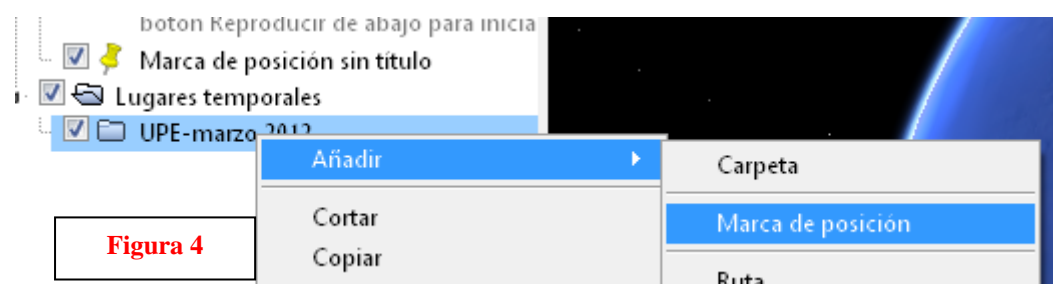 botón Reproducir de abajo para inicia
Marca de posición sin título
Lugares temporales
UPE-marzo 2012
Añadir
Carpeta
Cortar
Marca de posición
Figura 4
Copiar
Ruta